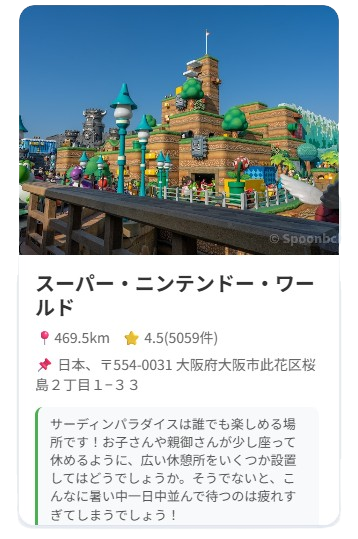 © Spoonbc
スーパー・ニンテンドー・ワー
ルド
469.5km 4.5(5059件)
日本、〒554-0031 大阪府大阪市此花区桜
島２丁目１−３３
サーディンパラダイスは誰でも楽しめる場
所です！お子さんや親御さんが少し座って
休めるように、広い休憩所をいくつか設置
してはどうでしょうか。そうでないと、こ
んなに暑い中一日中並んで待つのは疲れす
ぎてしまうでしょう！